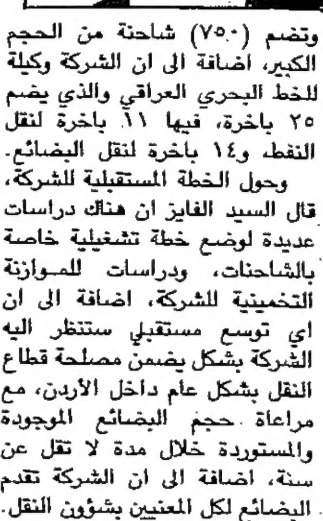 وتضم (٧٥٠) شاحنة من الحجم
الكبير، اضافة الى ان الشركة وكيلة
للخط البحري العراقي والذي يضم
٢٥ باخرة، فيها ١١ باخرة لنقل
النفط، و١٤ باخرة لنقل البضائع.
وحول الخطة المستقبلية للشركة،
قال السيد الفايز ان هناك دراسات
عديدة لوضع خطة تشغيلية خاصة
بالشاحنات، ودراسات للموازنة
التخمينية للشركة، اضافة الى ان
اي توسع مستقبلي ستنظر اليه
الشركة بشكل يضمن مصلحة قطاع
النقل بشكل عام داخل الأردن، مع
مراعاة حجم البضائع الموجودة
والمستوردة خلال مدة لا تقل عن
سنة، اضافة الى ان الشركة تقدم
البضائع لكل المعنيين بشؤون النقل.